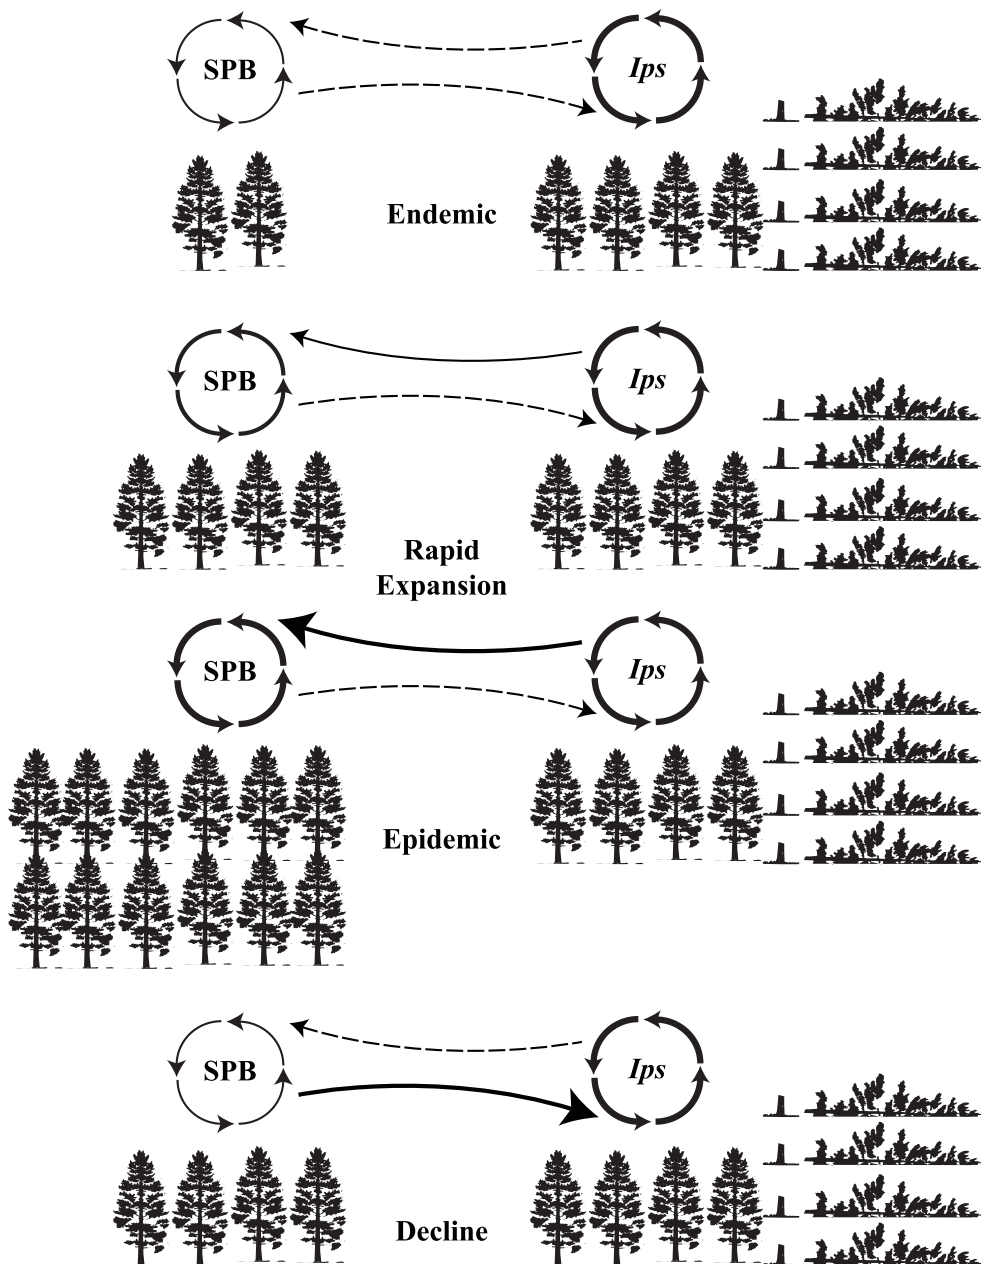 SPB
Ips
Endemic
SPB
Ips
Rapid
Expansion
SPB
Ips
Epidemic
SPB
Ips
Decline